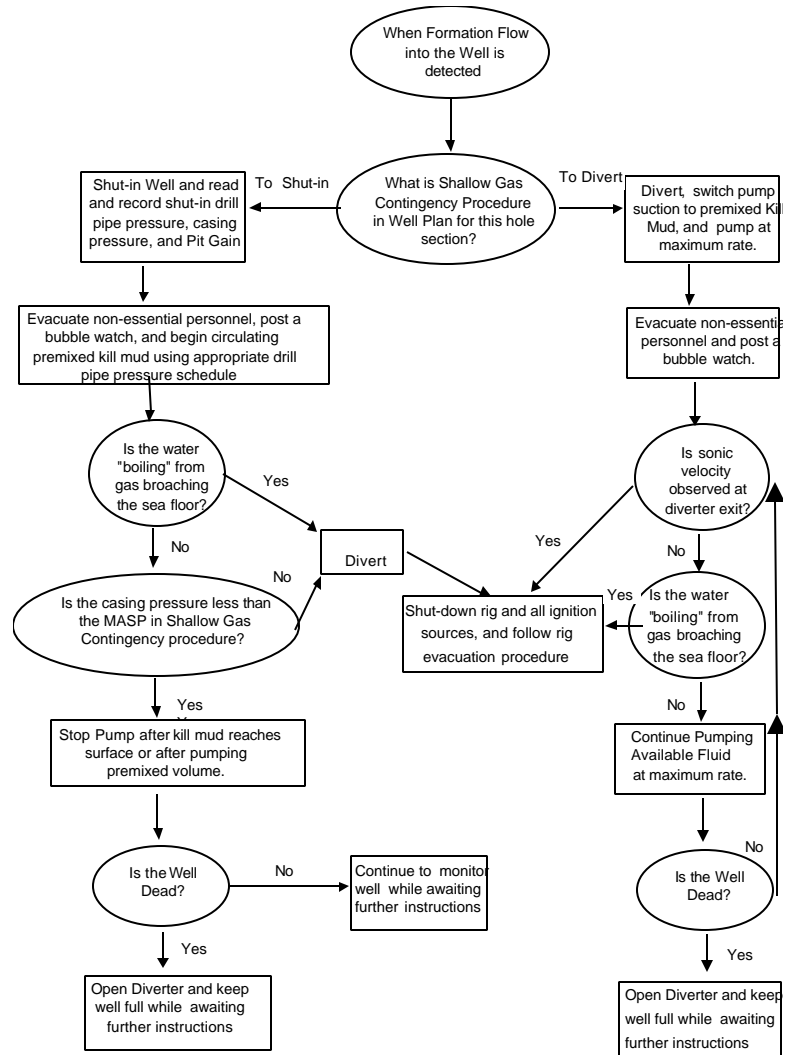 When Formation Flow
into the Well is
detected
What is Shallow Gas
Contingency Procedure
in Well Plan for this hole
section?
To Shut-in
To Divert
Shut-in Well and read
and record shut-in drill
pipe pressure, casing
pressure, and Pit Gain
Divert, switch pump
suction to premixed Kil
Mud, and pump at
maximum rate.
Evacuate non-essential personnel, post a
bubble watch, and begin circulating
premixed kill mud using appropriate drill
pipe pressure schedule
Evacuate non-essentia
personnel and post a
bubble watch.
Is the water
"boiling" from
gas broaching
the sea floor?
Yes
No
Is sonic
velocity
observed at
diverter exit?
Yes
No
Divert
No
Is the casing pressure less than
the MASP in Shallow Gas
Contingency procedure?
Shut-down rig and all ignition
sources, and follow rig
evacuation procedure
Yes
Is the water
"boiling" from
gas broaching
the sea floor?
Yes
No
Stop Pump after kill mud reaches
surface or after pumping
premixed volume.
Continue Pumping
Available Fluid
at maximum rate.
Is the Well
Dead?
No
Continue to monitor
well while awaiting
further instructions
No
Is the Well
Dead?
Yes
Yes
Open Diverter and keep
well full while awaiting
further instructions
Open Diverter and keep
well full while awaiting
further instructions